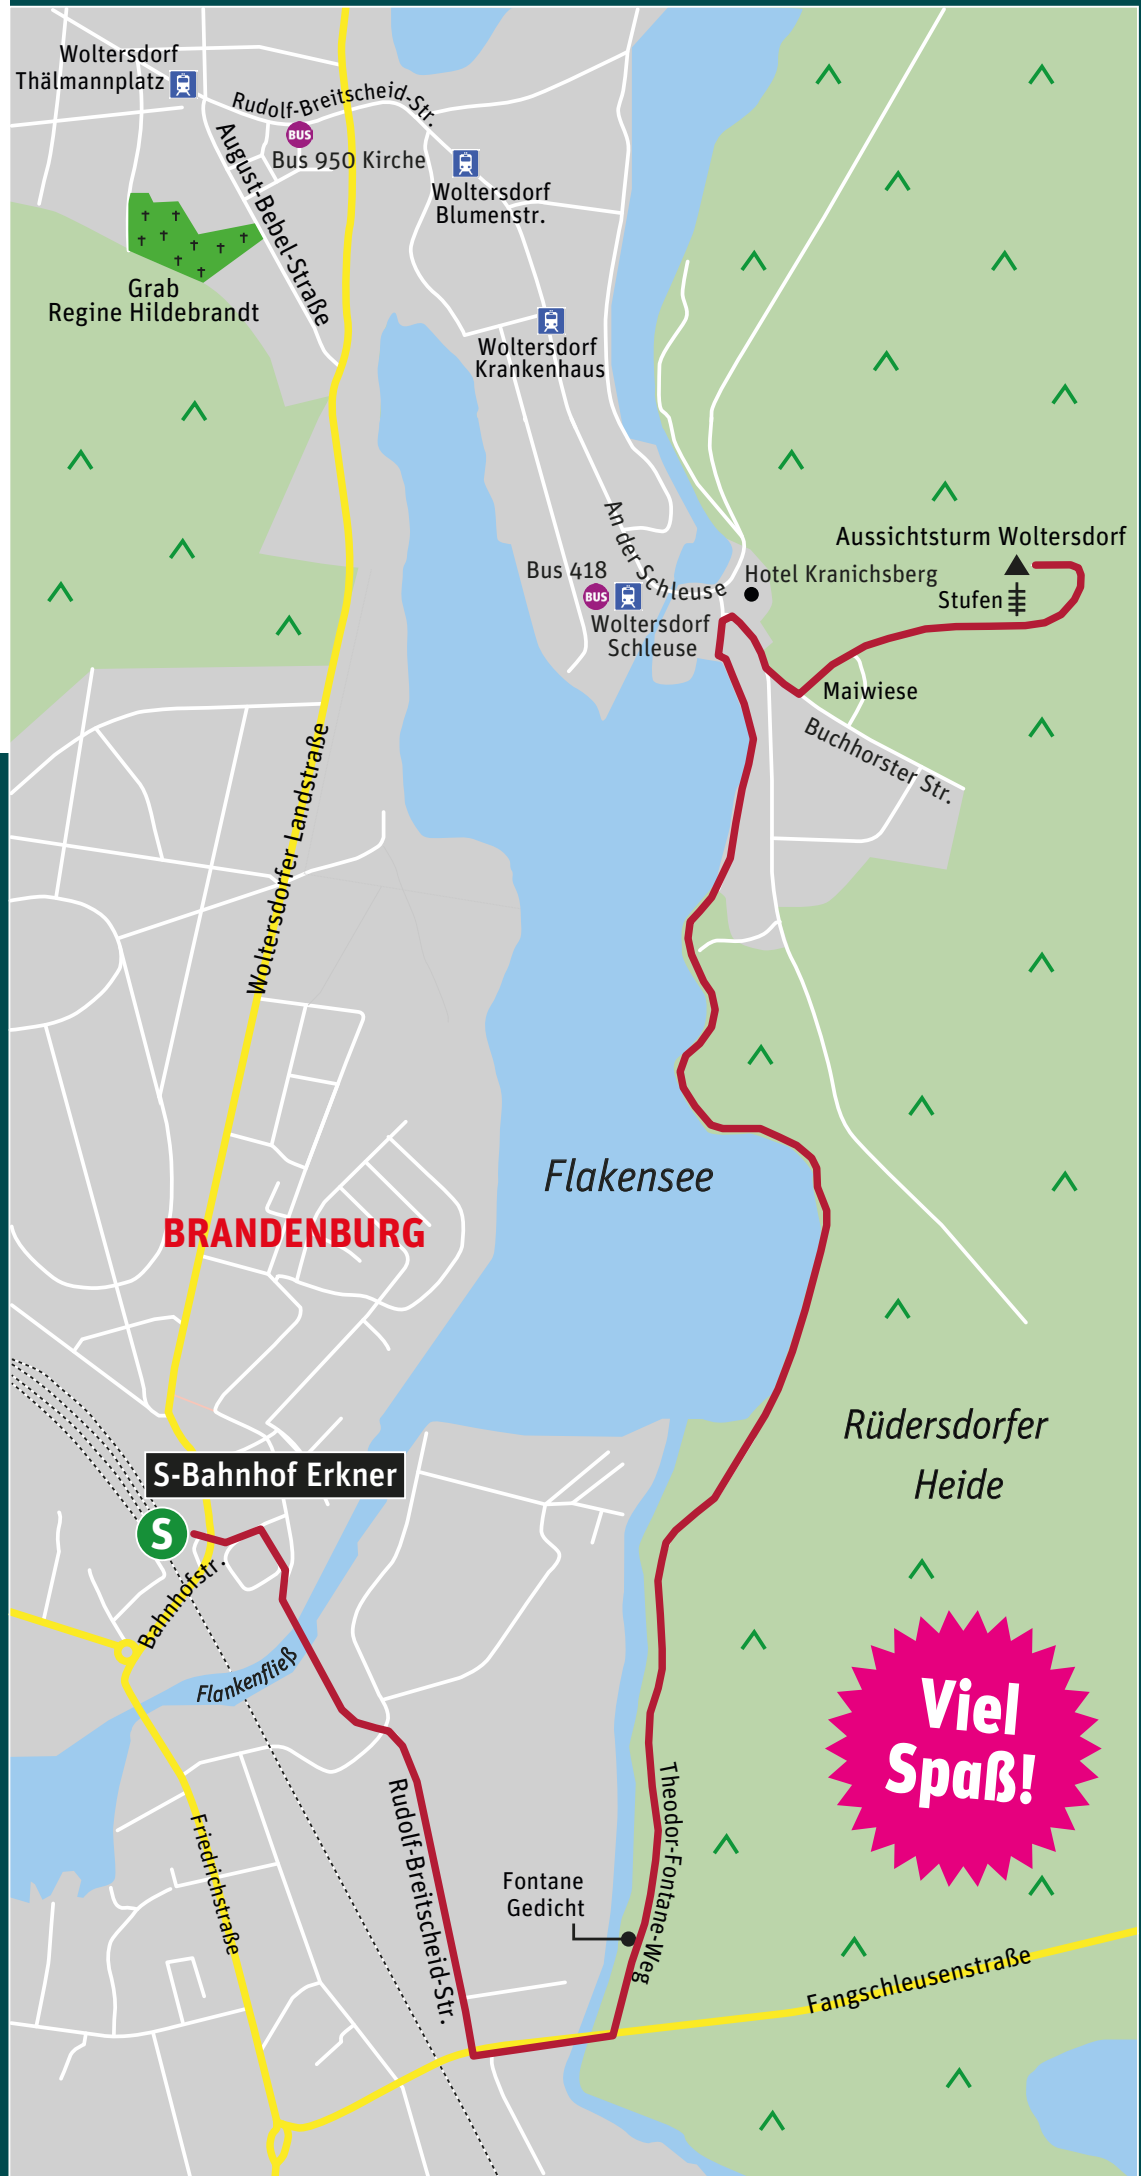 Woltersdorf
Thälmannplatz
Rudolf-Breitscheid-Str.
BUS
Bus 950 Kirche
August-Bebel-Straße
Woltersdorf
Blumenstr.
Grab
Regine Hildebrandt
Woltersdorf
Krankenhaus
An der Schleuse
Aussichtsturm Woltersdorf
Bus 418
BUS
Hotel Kranichsberg
Stufen
Woltersdorf
Schleuse
Maiwiese
Buchhorster Str.
Woltersdorfer Landstraße
Flakensee
BRANDENBURG
Rüdersdorfer
Heide
S-Bahnhof Erkner
S
Bahnhofstr.
Flankenfließ
Viel
Spaß!
Rudolf-Breitscheid-Str.
Theodor-Fontane-Weg
Friedrichstraße
Fontane
Gedicht
Fangschleusenstraße